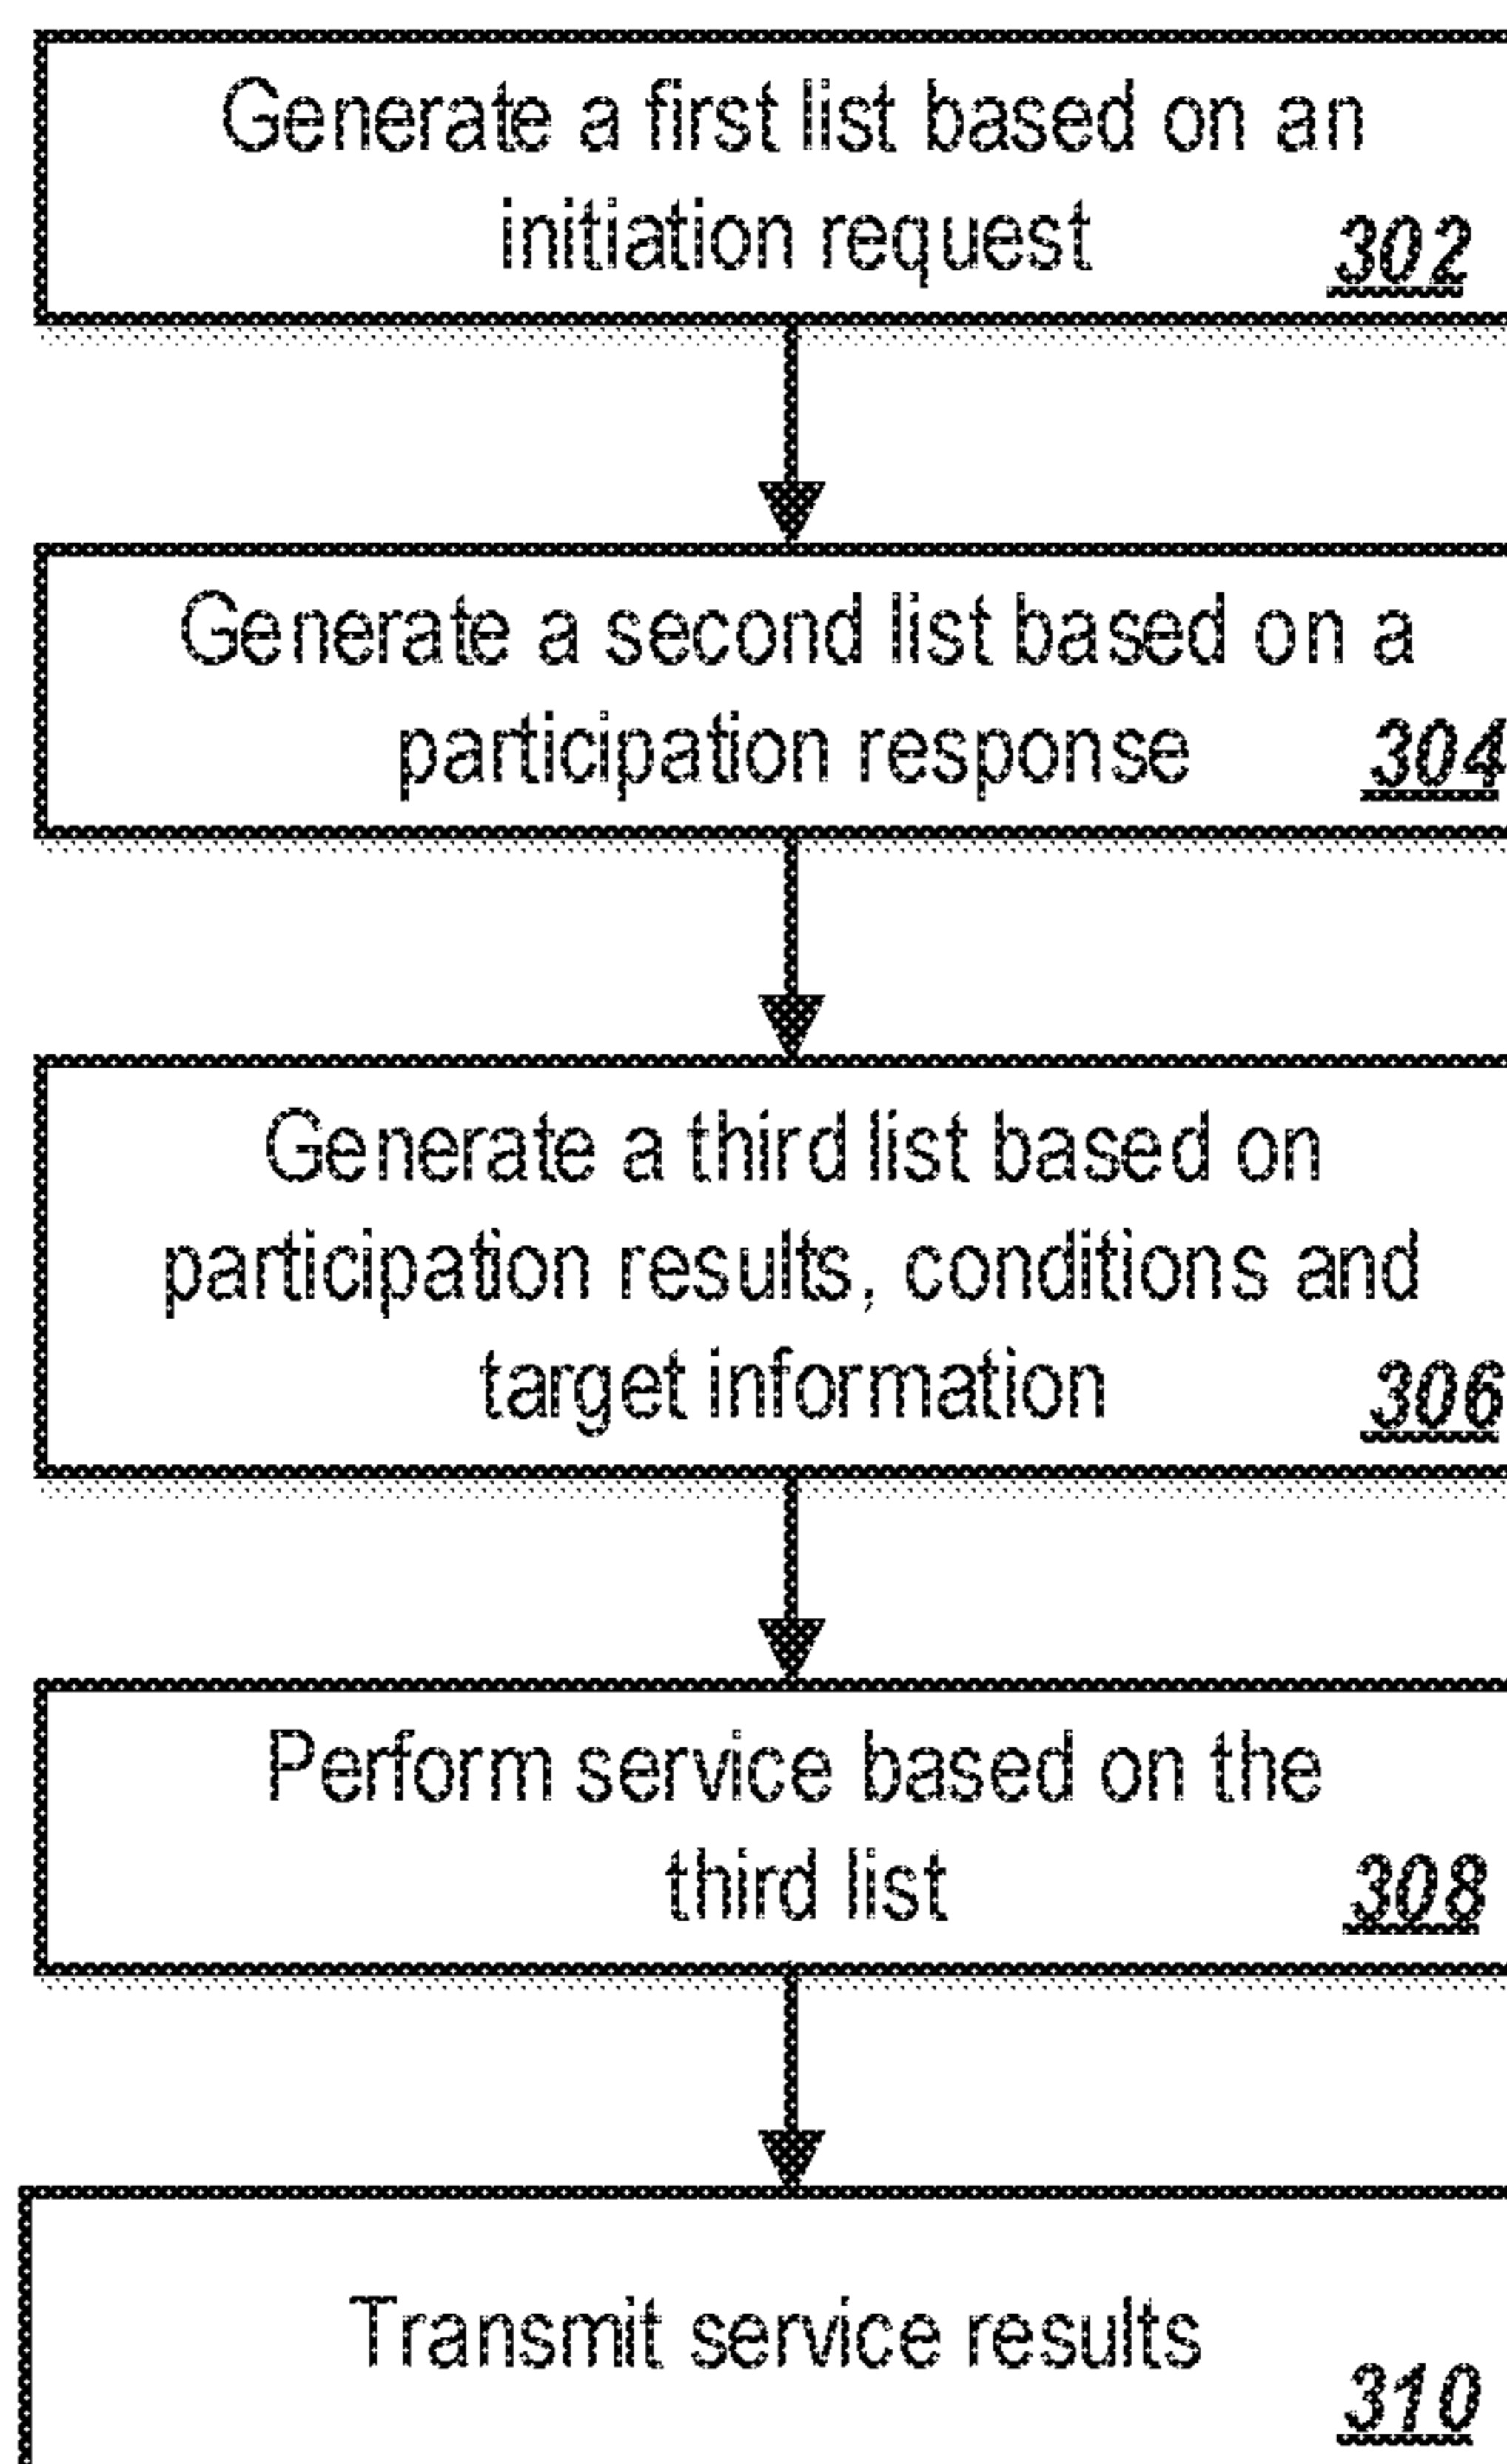 Generate a first list based on an
initiation request 302
Generate a second list based on a
participation response 304
Generate a third list based on
participation results, conditions and
target information 306
Perform service based on the
third list 308
Transmit service results
310